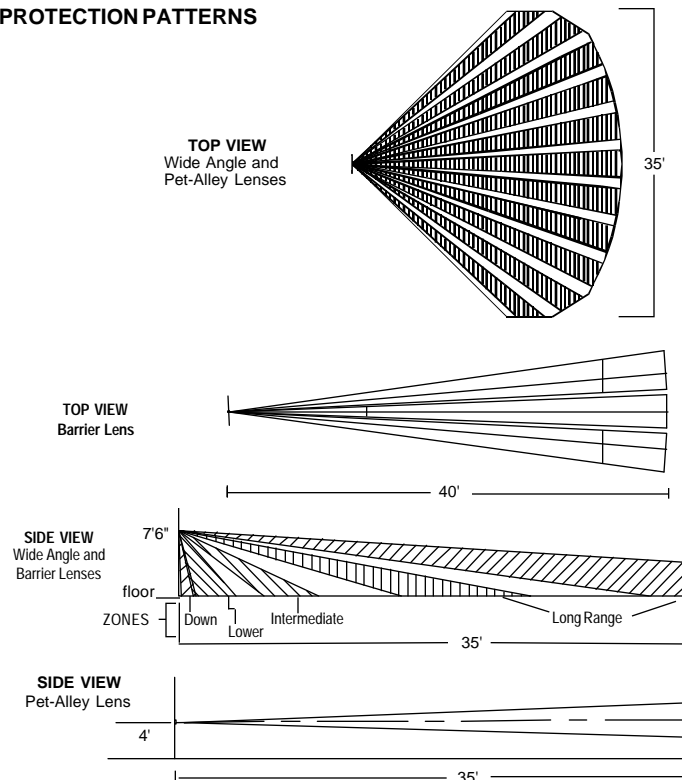 PROTECTION PATTERNS
TOP VIEW
Wide Angle and
Pet-Alley Lenses
35'
TOP VIEW
Barrier Lens
40'
SIDE VIEW
Wide Angle and
Barrier Lenses
7'6"
floor
ZONES
Down
Lower
Intermediate
Long Range
35'
SIDE VIEW
Pet-Alley Lens
4'
35'